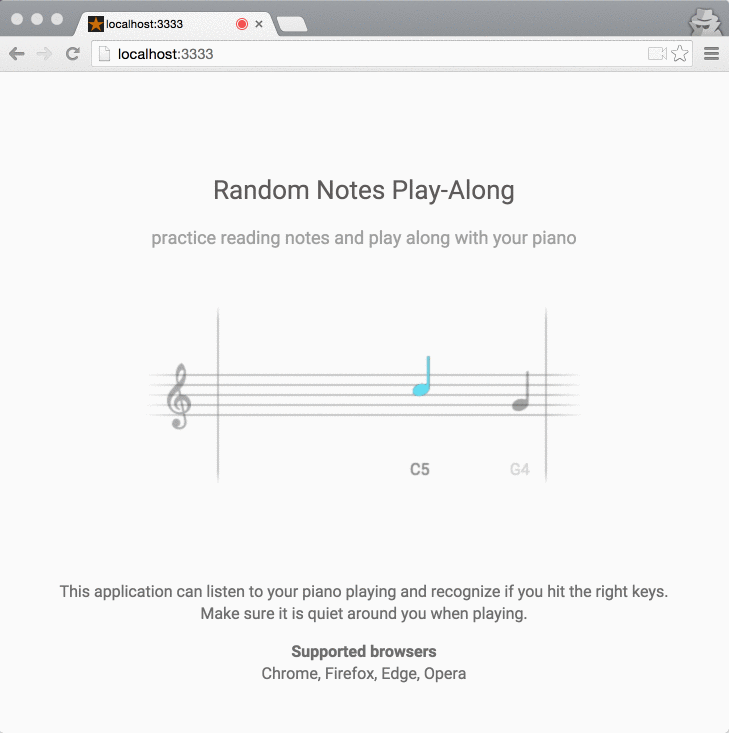 localhost:3333
localhost:3333
Random Notes Play-Along
practice reading notes and play along with your piano
C5 G4
This application can listen to your piano playing and recognize if you hit the right keys.
Make sure it is quiet around you when playing.
Supported browsers
Chrome, Firefox, Edge, Opera